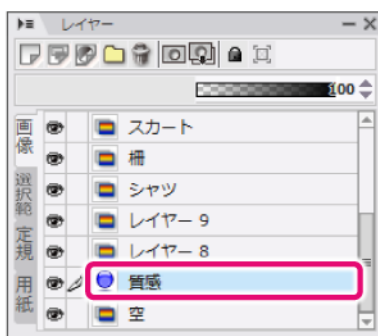 レイヤー
100
画像
選択範
定規
用紙
スカート
柵
シャツ
レイヤー 9
レイヤー 8
質感
空